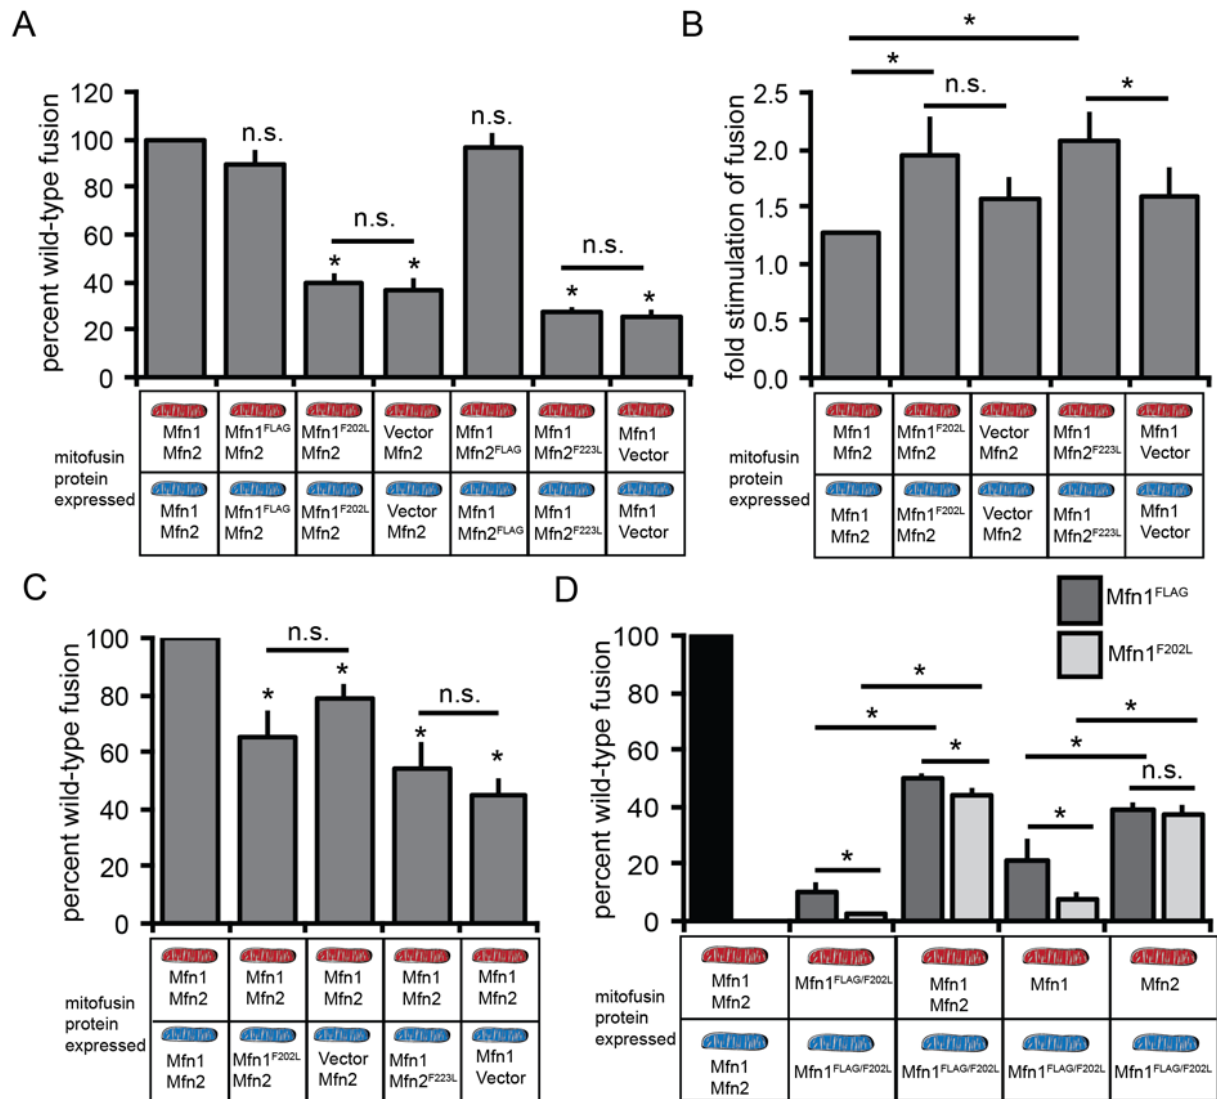 A
percent wild-type fusion
120
100
80
60
40
20
0
n.s.
n.s.
*
*
n.s.
n.s.
*
*
mitofusin
protein
expressed
Mfn1
Mfn2
Mfn1FLAG
Mfn2
Mfn1F202L
Mfn2
Vector
Mfn2
Mfn1
Mfn2FLAG
Mfn1
Mfn2F223L
Mfn1
Vector
Mfn1
Mfn2
Mfn1FLAG
Mfn2
Mfn1F202L
Mfn2
Vector
Mfn2
Mfn1
Mfn2FLAG
Mfn1
Mfn2F223L
Mfn1
Vector
B
fold stimulation of fusion
2.5
2.0
1.5
1.0
0.5
0.0
*
*
n.s.
*
mitofusin
protein
expressed
Mfn1
Mfn2
Mfn1F202L
Mfn2
Vector
Mfn2
Mfn1
Mfn2F223L
Mfn1
Vector
Mfn1
Mfn2
Mfn1F202L
Mfn2
Vector
Mfn2
Mfn1
Mfn2F223L
Mfn1
Vector
C
percent wild-type fusion
100
80
60
40
20
0
n.s.
*
*
n.s.
*
*
mitofusin
protein
expressed
Mfn1
Mfn2
Mfn1
Mfn2
Mfn1
Mfn2
Mfn1
Mfn2
Mfn1
Mfn2
Mfn1
Mfn2
Mfn1F202L
Mfn2
Vector
Mfn2
Mfn1
Mfn2F223L
Mfn1
Vector
D
Mfn1FLAG
Mfn1F202L
percent wild-type fusion
100
80
60
40
20
0
*
*
*
*
*
*
*
n.s.
mitofusin
protein
expressed
Mfn1
Mfn2
Mfn1FLAG/F202L
Mfn1
Mfn2
Mfn1
Mfn2
Mfn1
Mfn2
Mfn1FLAG/F202L
Mfn1FLAG/F202L
Mfn1FLAG/F202L
Mfn1FLAG/F202L